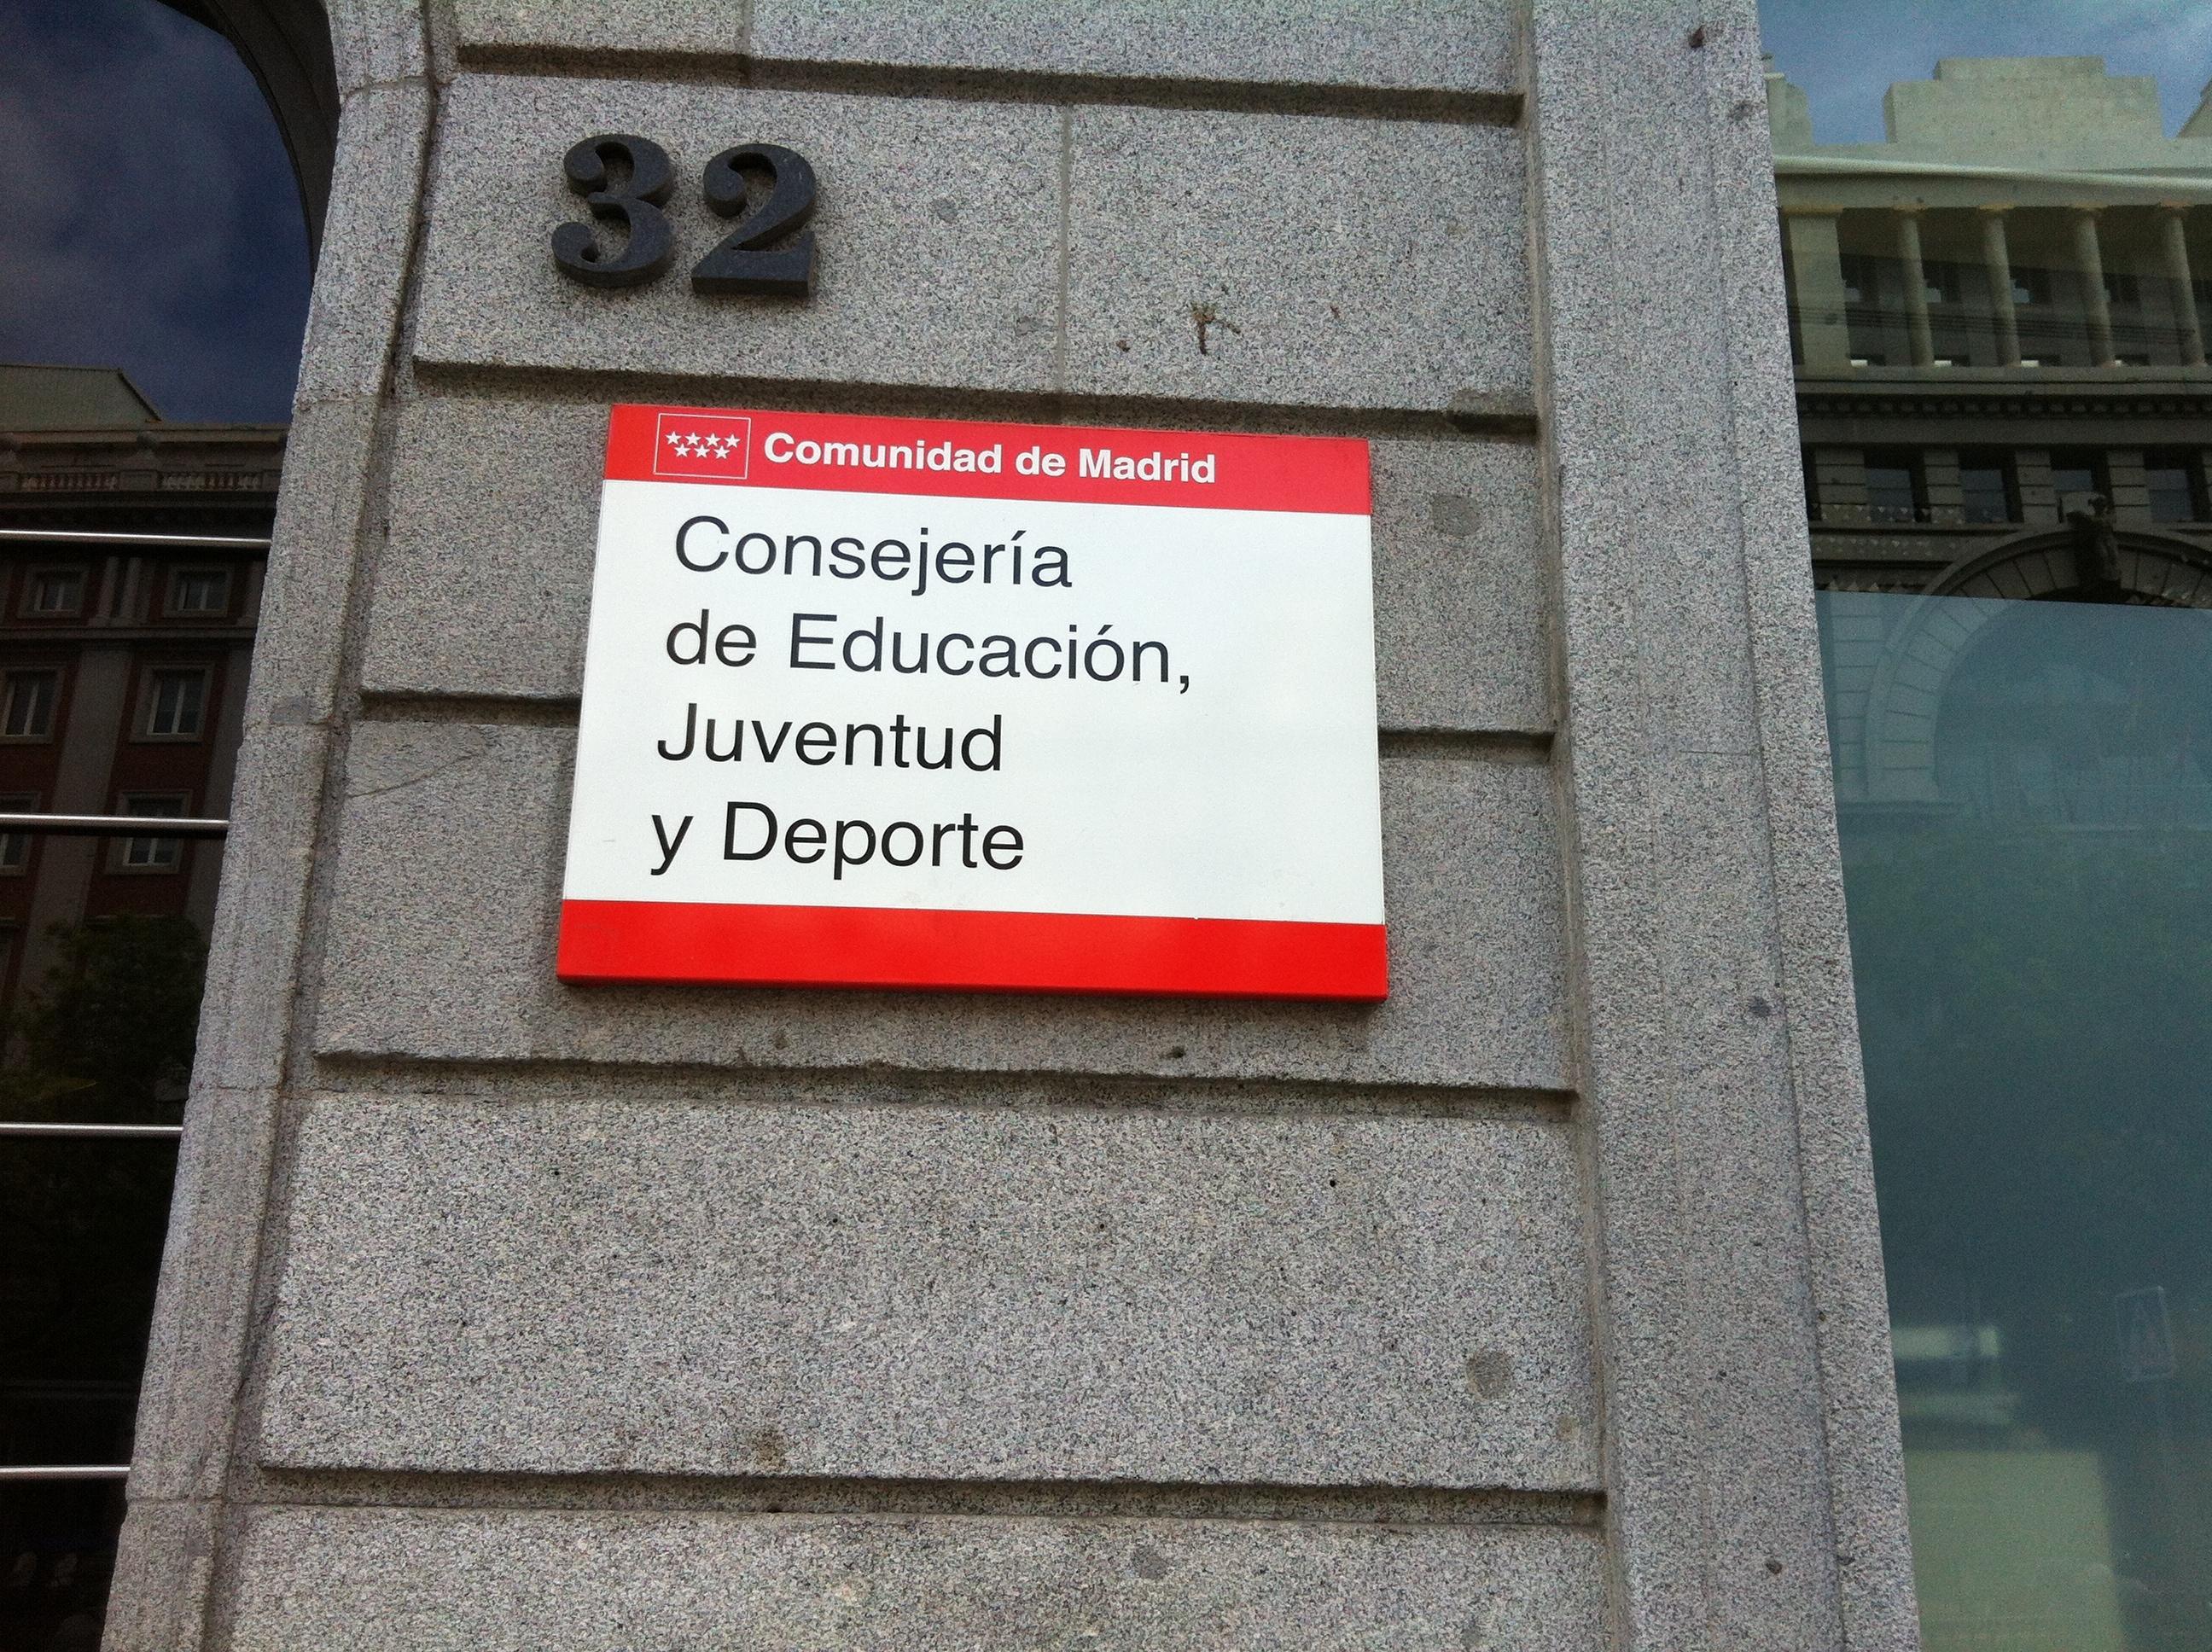 32
Comunidad de Madrid
Consejería
de Educación,
Juventud
y Deporte